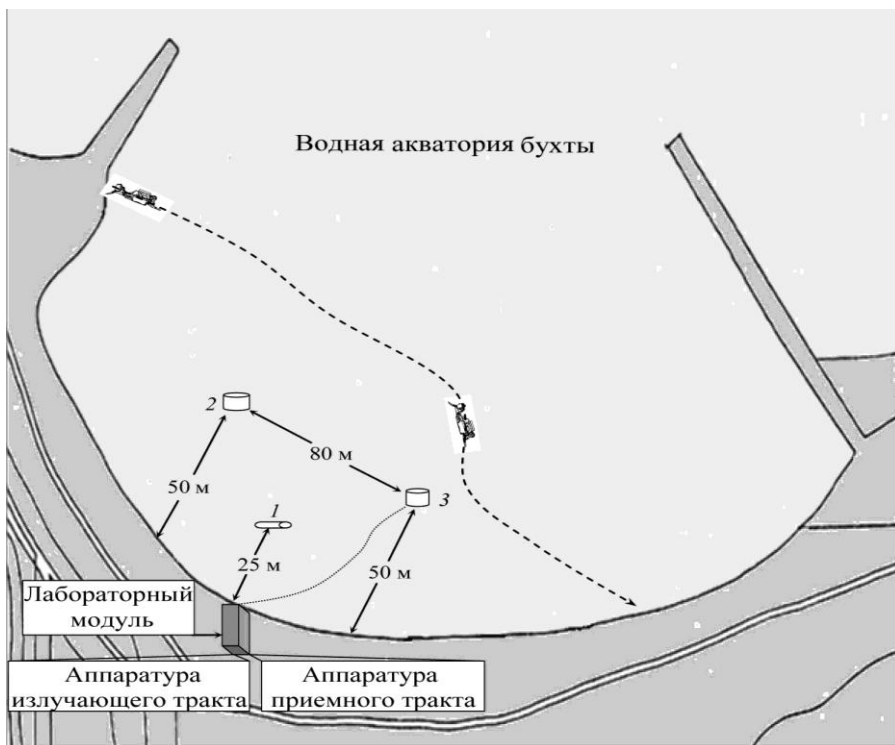 Водная акватория бухты
2
80 м
50 м
3
1
25 м
50 м
Лабораторный
модуль
Аппаратура
излучающего тракта
Аппаратура
приемного тракта